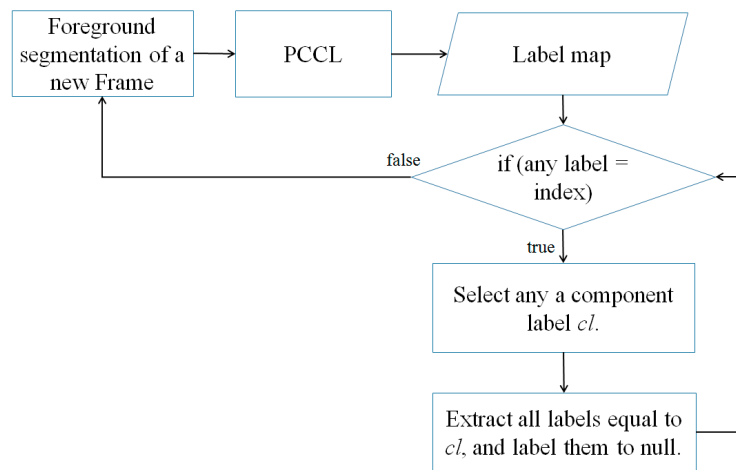 Foreground
segmentation of a
new Frame
PCCL
Label map
false
if (any label =
index)
true
Select any a component
label cl.
Extract all labels equal to
cl, and label them to null.